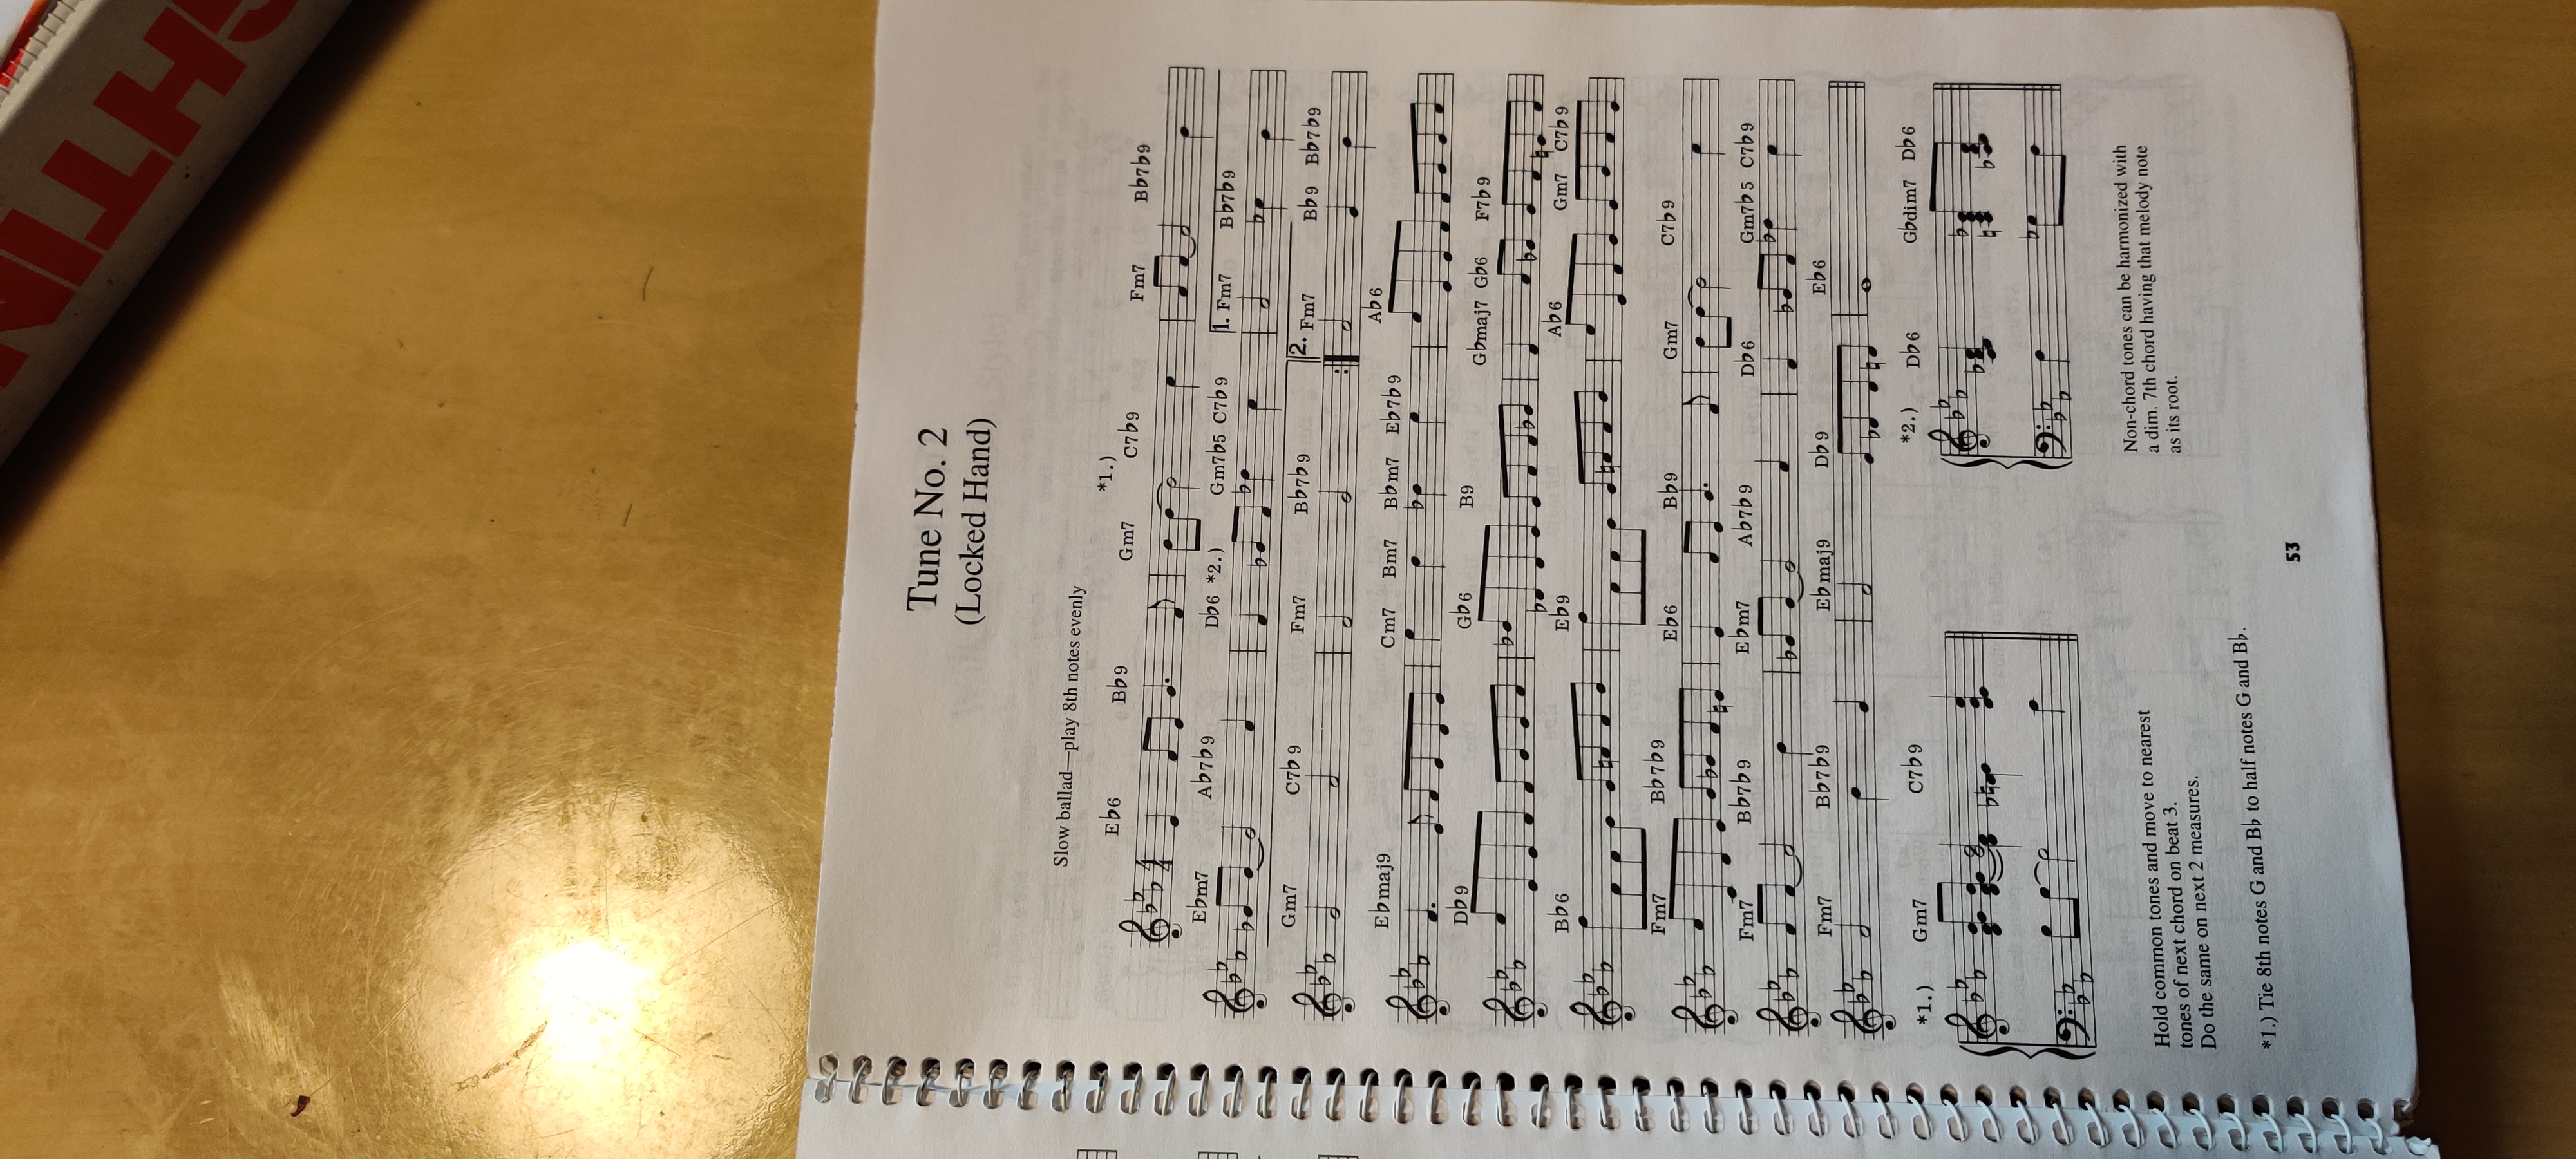 Tune No. 2
(Locked Hand)
Slow ballad—play 8th notes evenly
*1.)
E♭6 B♭9 Gm7 C7♭9 Fm7 B♭7♭9
E♭m7 A♭7♭9 D♭6 *2.) Gm7♭5 C7♭9 1. Fm7 B♭7♭9
Gm7 C7♭9 Fm7 B♭7♭9 2. Fm7 B♭9 B♭7♭9
E♭maj9 Cm7 Bm7 B♭m7 E♭7♭9 A♭6
D♭9 G♭6 B9 G♭maj7 G♭6 F7♭9
B♭6 E♭9 A♭6 Gm7 C7♭9
Fm7 B♭7♭9 E♭6 B♭9 Gm7 C7♭9
Fm7 B♭7♭9 E♭m7 A♭7♭9 D♭6 Gm7♭5 C7♭9
Fm7 B♭7♭9 E♭maj9 D♭9 E♭6
*1.) Gm7 C7♭9
*2.) D♭6 G♭dim7 D♭6
Hold common tones and move to nearest
tones of next chord on beat 3.
Do the same on next 2 measures.
Non-chord tones can be harmonized with
a dim. 7th chord having that melody note
as its root.
*1.) Tie 8th notes G and B♭ to half notes G and B♭.
53